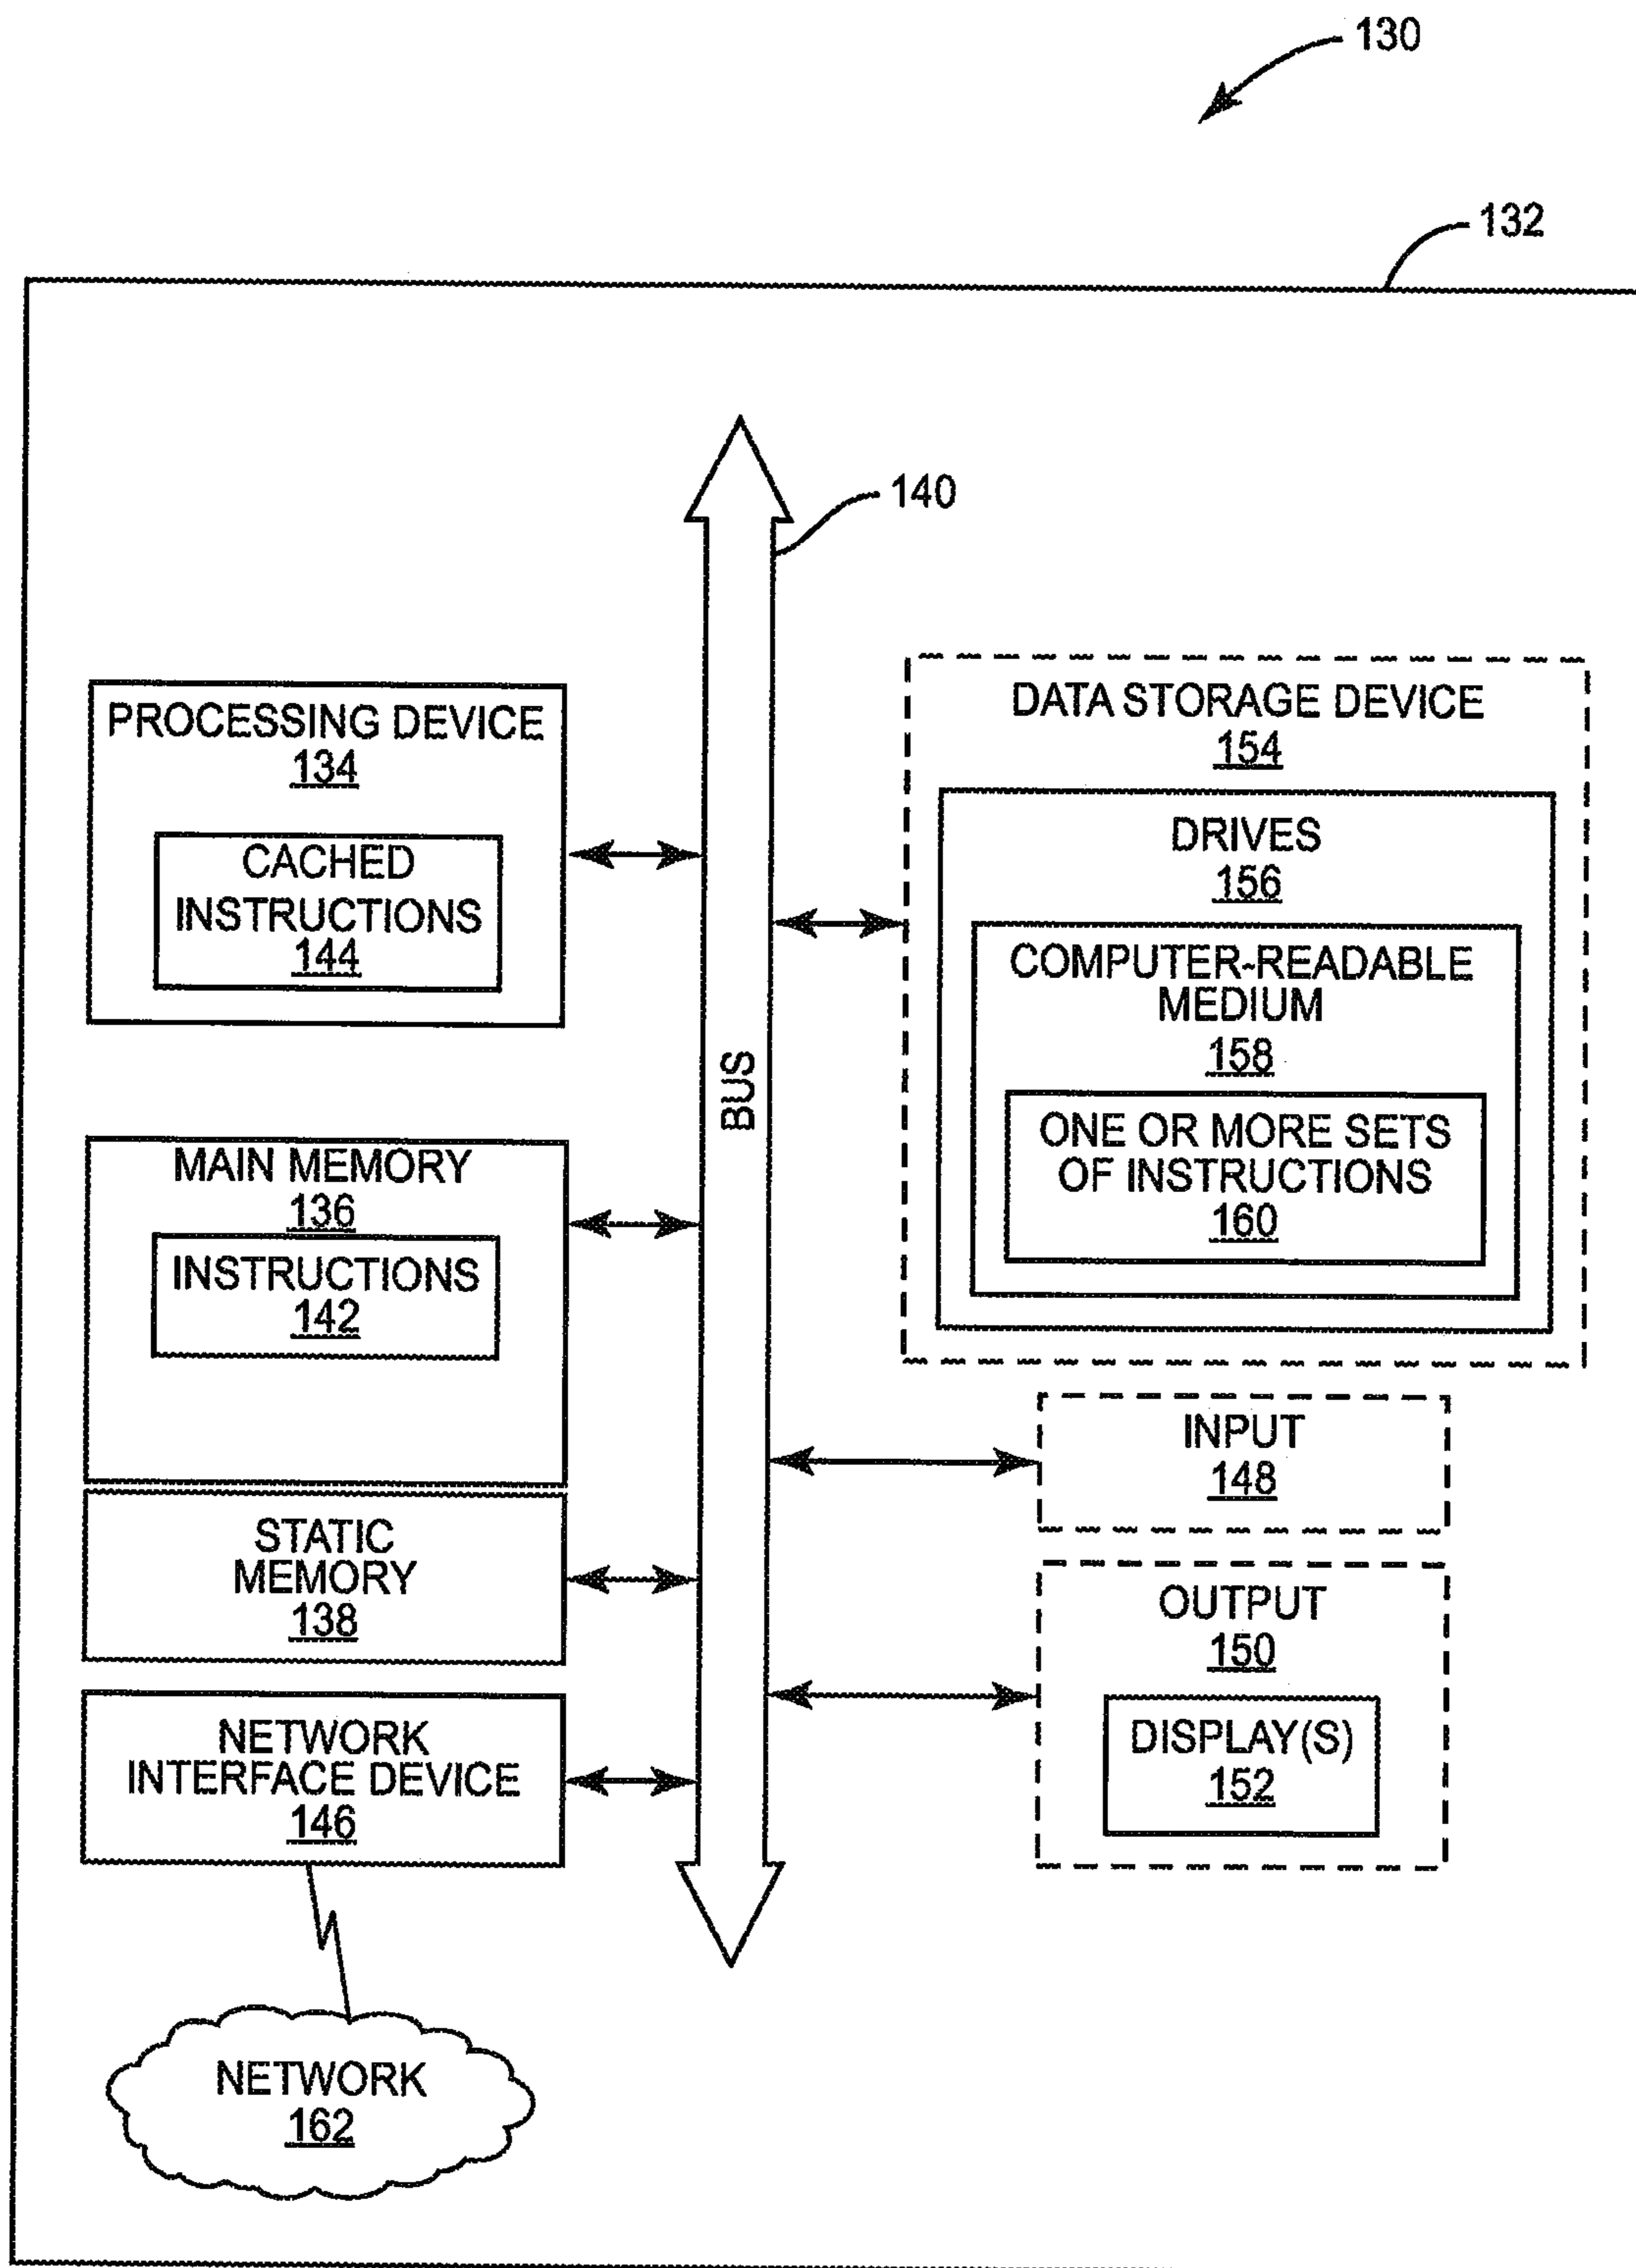 130
132
140
PROCESSING DEVICE
134
CACHED
INSTRUCTIONS
144
MAIN MEMORY
136
INSTRUCTIONS
142
STATIC
MEMORY
138
NETWORK
INTERFACE DEVICE
146
NETWORK
162
BUS
DATA STORAGE DEVICE
154
DRIVES
156
COMPUTER-READABLE
MEDIUM
158
ONE OR MORE SETS
OF INSTRUCTIONS
160
INPUT
148
OUTPUT
150
DISPLAY(S)
152